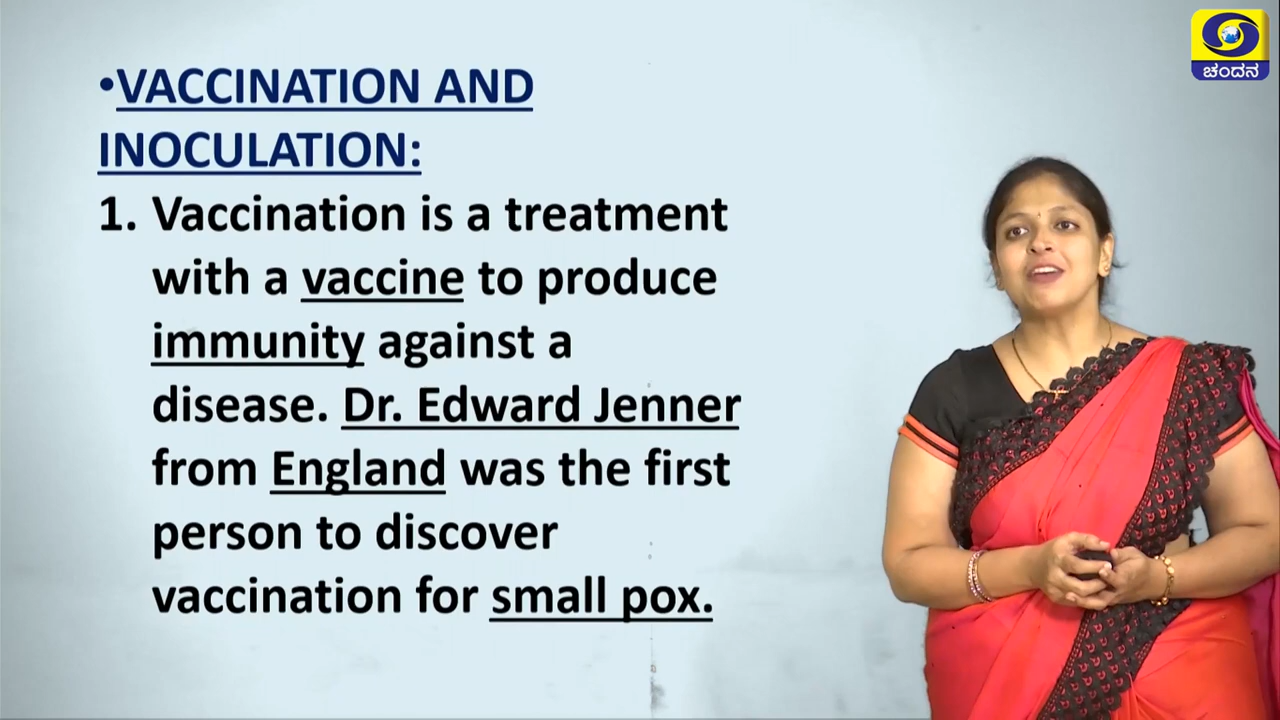 •VACCINATION AND
INOCULATION:
1. Vaccination is a treatment
with a vaccine to produce
immunity against a
disease. Dr. Edward Jenner
from England was the first
person to discover
vaccination for small pox.
ಚಂದನ